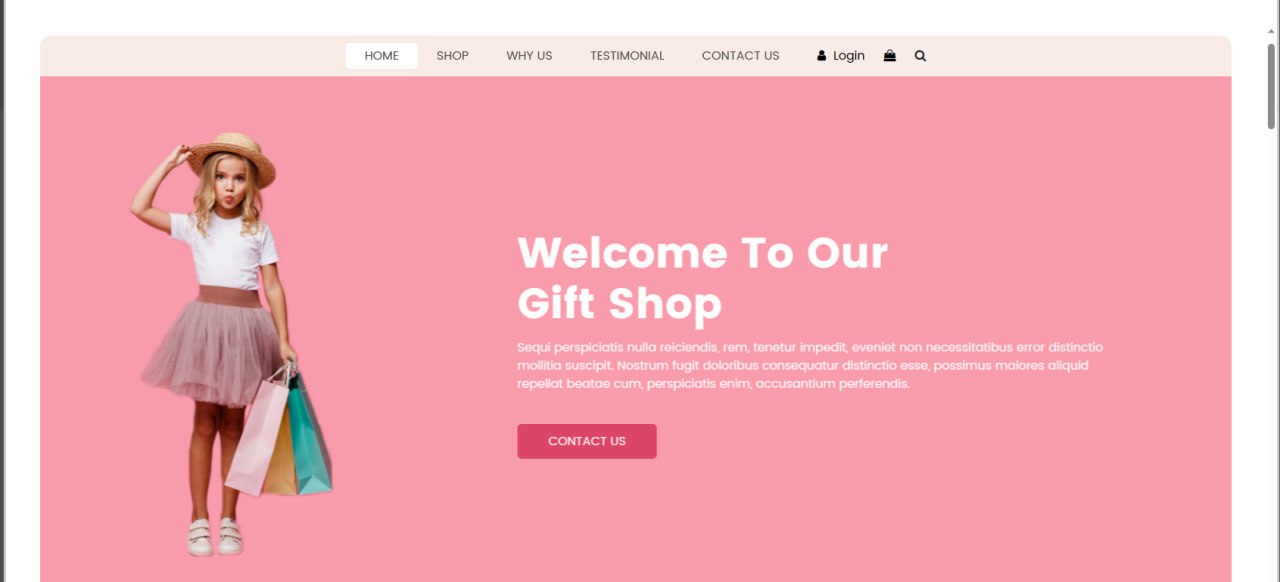 HOME SHOP WHY US TESTIMONIAL CONTACT US Login
Welcome To Our
Gift Shop
Sequi perspiciatis nulla reiciendis, rem, tenetur impedit, eveniet non necessitatibus error distinctio
mollitia suscipit. Nostrum fugit doloribus consequatur distinctio esse, possimus maiores aliquid
repellat beatae cum, perspiciatis enim, accusantium perferendis.
CONTACT US